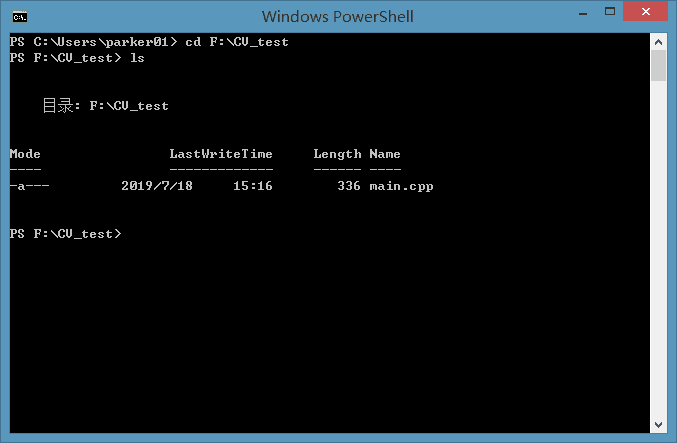 Windows PowerShell
PS C:\Users\parker01> cd F:\CV_test
PS F:\CV_test> ls
目录: F:\CV_test
Mode                LastWriteTime     Length Name
----                -------------     ------ ----
-a---         2019/7/18     15:16        336 main.cpp
PS F:\CV_test>